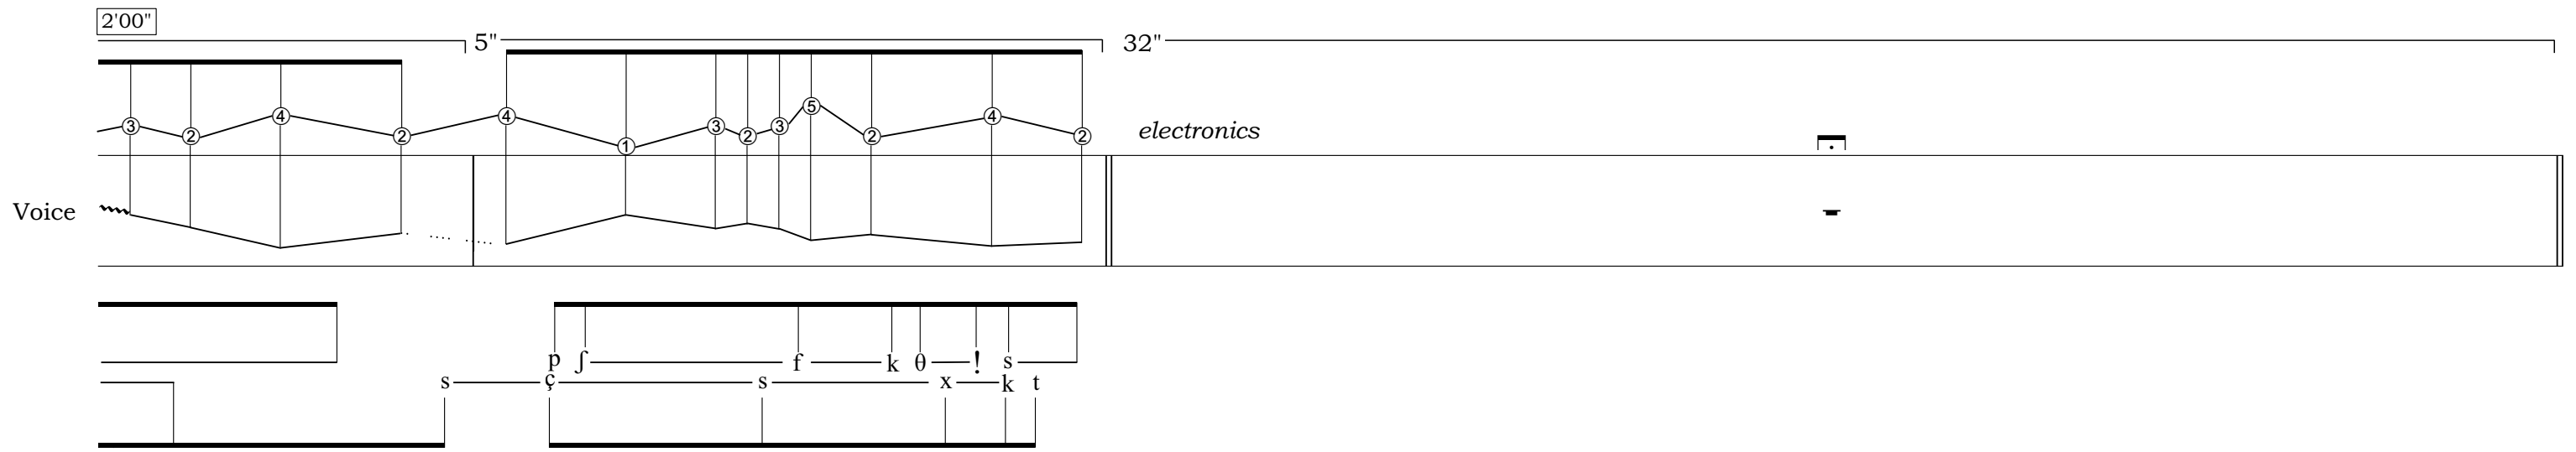 2'00"
5" 32"
3 2 4 2 4 1 3 2 3 5 2 4 2
electronics
Voice
p ʃ f k θ ! s
s ç s x k t